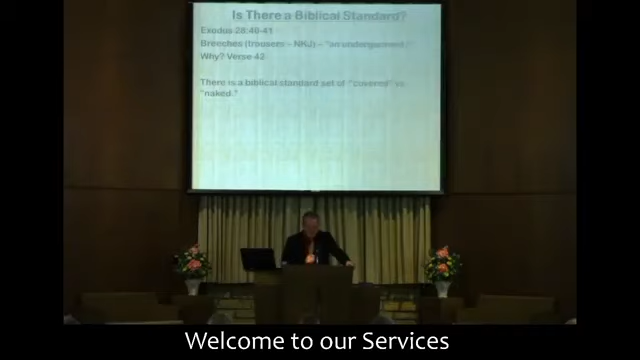 Is There a Biblical Standard?
Exodus 28:40-41
Breeches (trousers – NKJ) – "an undergarment."
Why? Verse 42
There is a biblical standard set of "covered" vs
"naked."
Welcome to our Services